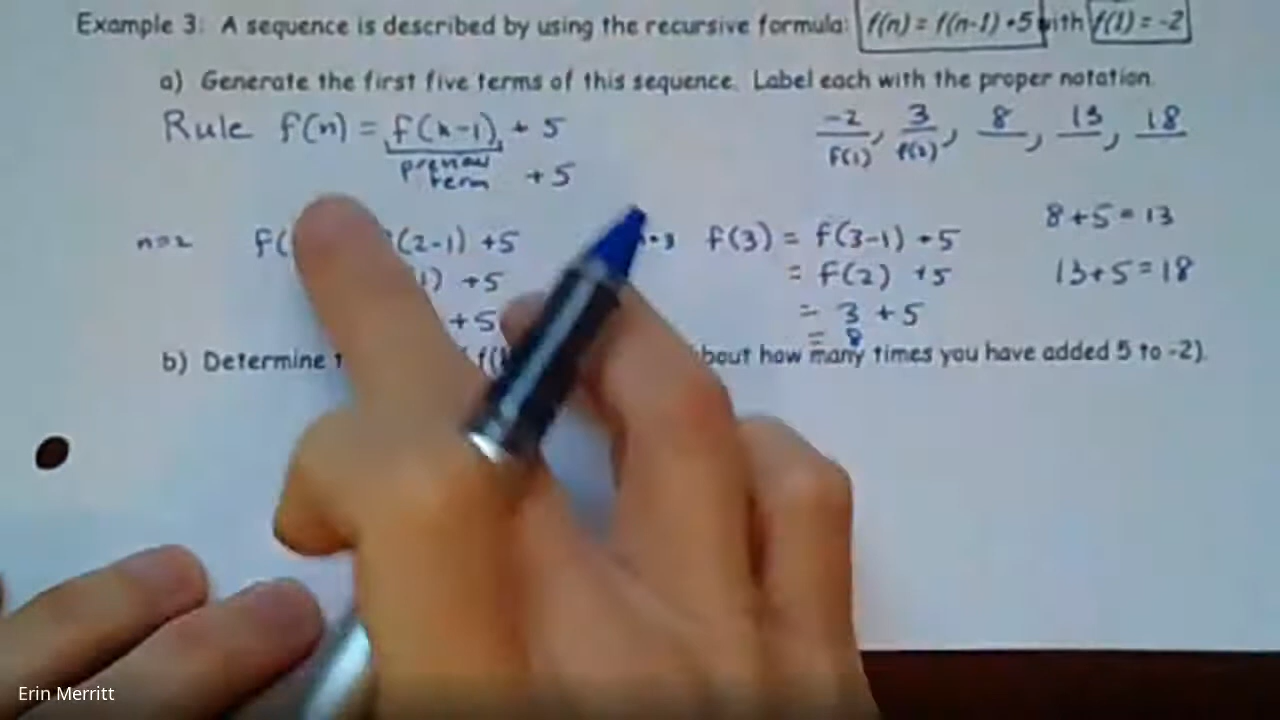 Example 3: A sequence is described by using the recursive formula: f(n) = f(n-1) + 5 with f(1) = -2
a) Generate the first five terms of this sequence. Label each with the proper notation.
Rule f(n) = f(n-1) + 5
previous term + 5
-2, 3, 8, 13, 18
f(1) f(2)
n=2 f( (2-1) +5
1) +5
+5
n=3 f(3) = f(3-1) +5
= f(2) +5
= 3 + 5
= 8
8+5=13
13+5=18
b) Determine f( bout how many times you have added 5 to -2).
Erin Merritt